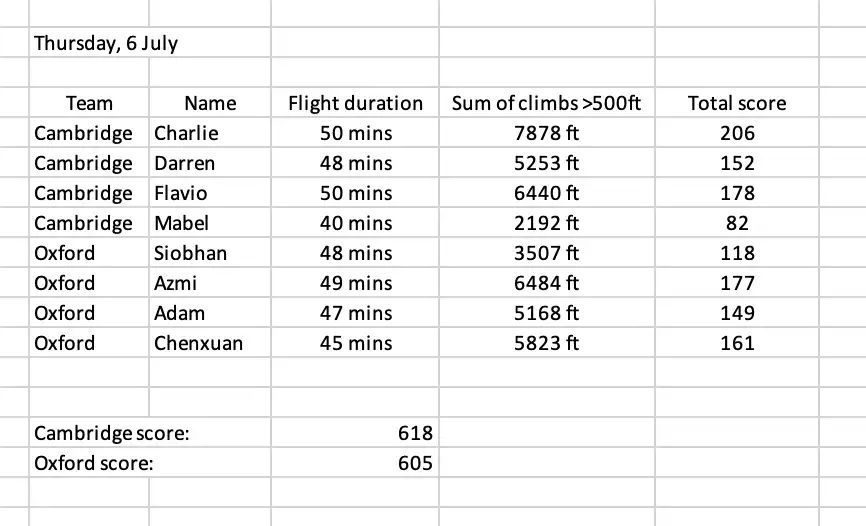 Thursday, 6 July
Team Name Flight duration Sum of climbs >500ft Total score
Cambridge Charlie 50 mins 7878 ft 206
Cambridge Darren 48 mins 5253 ft 152
Cambridge Flavio 50 mins 6440 ft 178
Cambridge Mabel 40 mins 2192 ft 82
Oxford Siobhan 48 mins 3507 ft 118
Oxford Azmi 49 mins 6484 ft 177
Oxford Adam 47 mins 5168 ft 149
Oxford Chenxuan 45 mins 5823 ft 161
Cambridge score: 618
Oxford score: 605